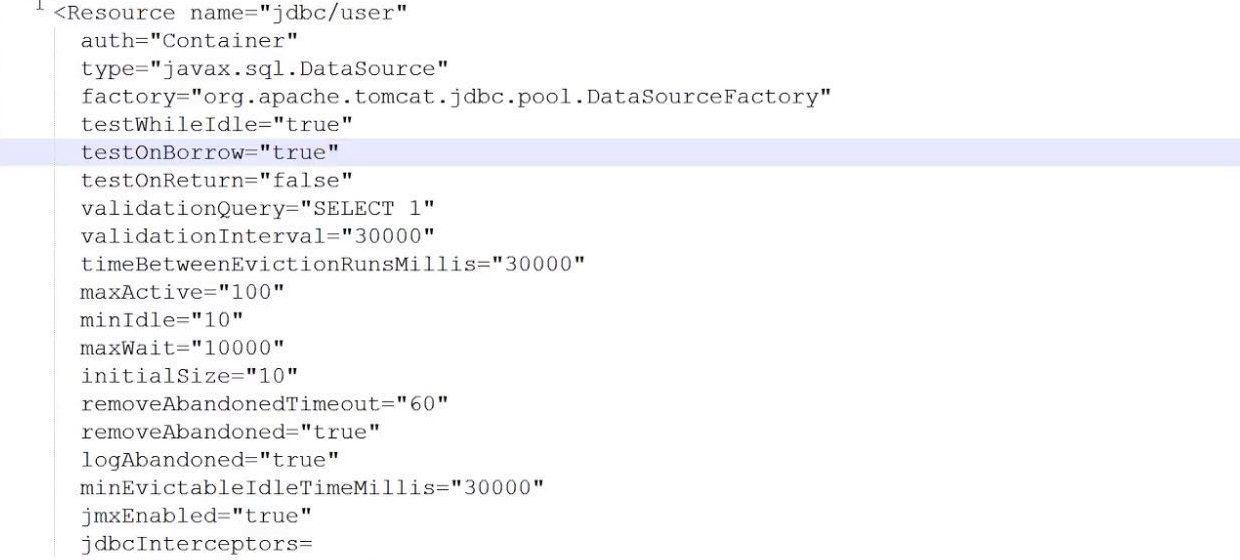 <Resource name="jdbc/user"
auth="Container"
type="javax.sql.DataSource"
factory="org.apache.tomcat.jdbc.pool.DataSourceFactory"
testWhileIdle="true"
testOnBorrow="true"
testOnReturn="false"
validationQuery="SELECT 1"
validationInterval="30000"
timeBetweenEvictionRunsMillis="30000"
maxActive="100"
minIdle="10"
maxWait="10000"
initialSize="10"
removeAbandonedTimeout="60"
removeAbandoned="true"
logAbandoned="true"
minEvictableIdleTimeMillis="30000"
jmxEnabled="true"
jdbcInterceptors=